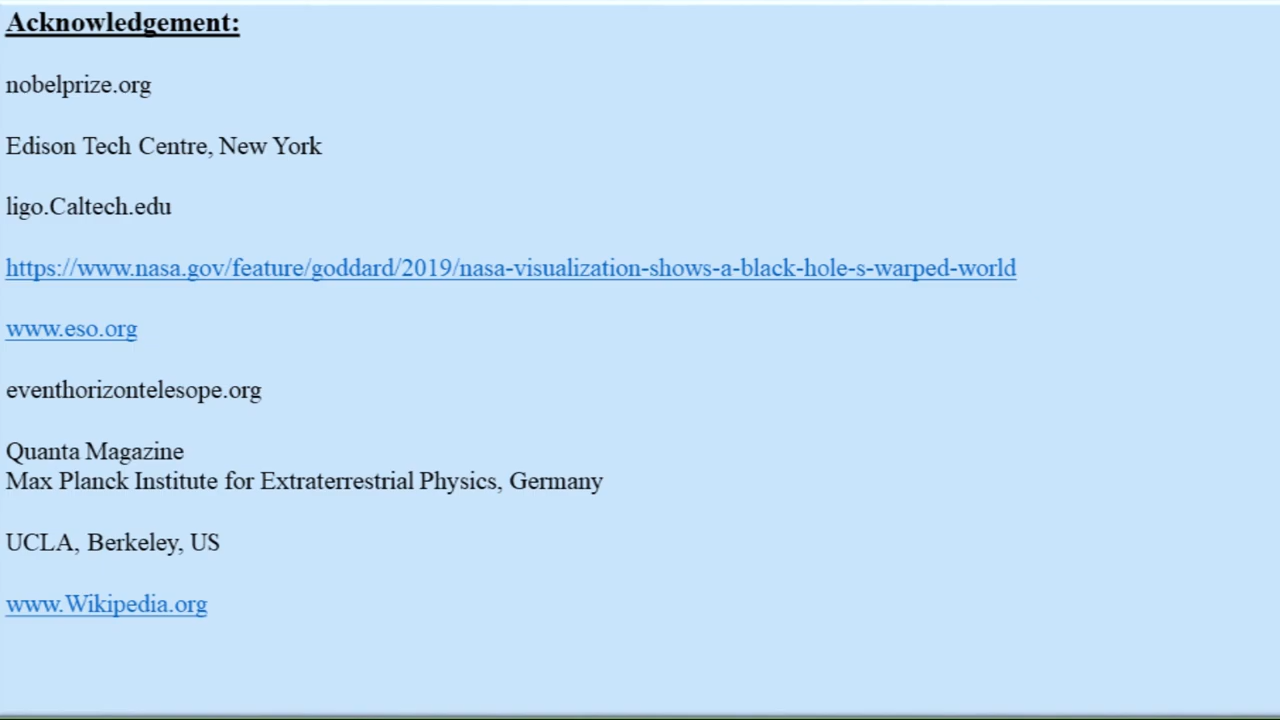 Acknowledgement:
nobelprize.org
Edison Tech Centre, New York
ligo.Caltech.edu
https://www.nasa.gov/feature/goddard/2019/nasa-visualization-shows-a-black-hole-s-warped-world
www.eso.org
eventhorizontelesope.org
Quanta Magazine
Max Planck Institute for Extraterrestrial Physics, Germany
UCLA, Berkeley, US
www.Wikipedia.org